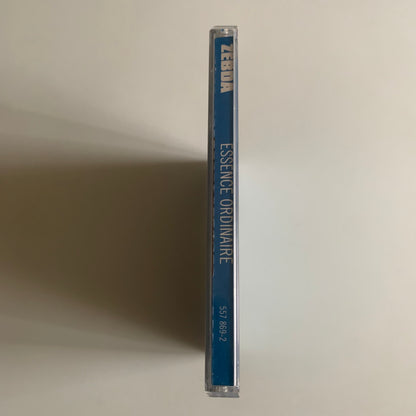 ZEBDA
ESSENCE ORDINAIRE
557 869-2